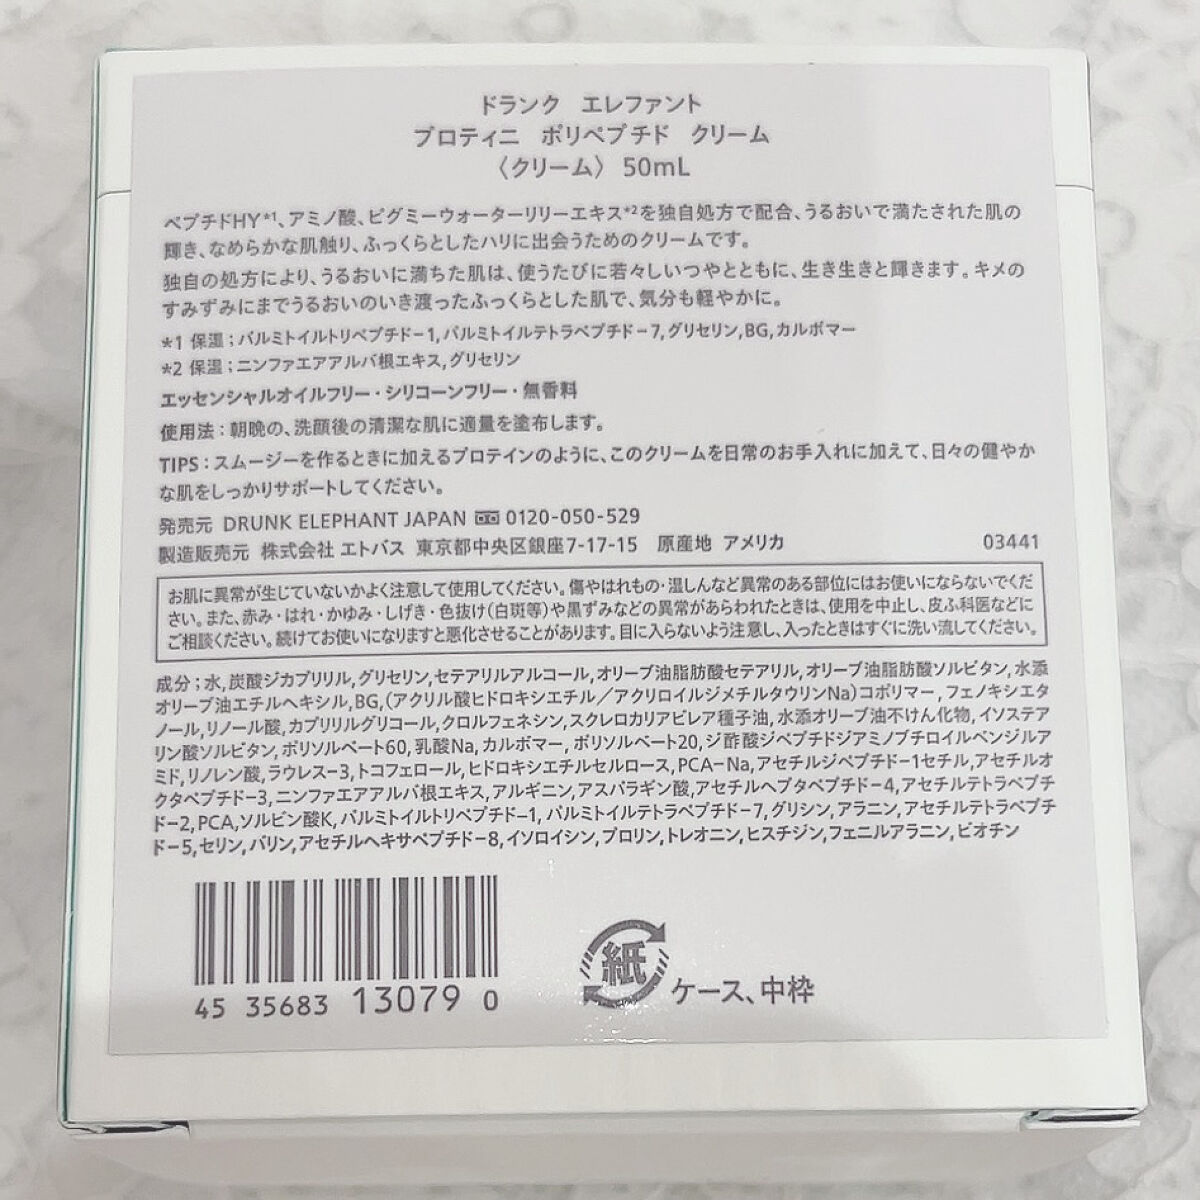 ドランク エレファント
プロティニ ポリペプチド クリーム
〈クリーム〉 50mL
ペプチドHY*1、アミノ酸、ピグミーウォーターリリーエキス*2を独自処方で配合、うるおいで満たされた肌の
輝き、なめらかな肌触り、ふっくらとしたハリに出会うためのクリームです。
独自の処方により、うるおいに満ちた肌は、使うたびに若々しいつやとともに、生き生きと輝きます。キメの
すみずみにまでうるおいのいき渡ったふっくらとした肌で、気分も軽やかに。
*1 保湿；パルミトイルトリペプチド-1,パルミトイルテトラペプチド-7,グリセリン,BG,カルボマー
*2 保湿；ニンファエアアルバ根エキス,グリセリン
エッセンシャルオイルフリー・シリコーンフリー・無香料
使用法：朝晩の、洗顔後の清潔な肌に適量を塗布します。
TIPS：スムージーを作るときに加えるプロテインのように、このクリームを日常のお手入れに加えて、日々の健やか
な肌をしっかりサポートしてください。
発売元 DRUNK ELEPHANT JAPAN 0120-050-529
製造販売元 株式会社 エトバス 東京都中央区銀座7-17-15 原産地 アメリカ 03441
お肌に異常が生じていないかよく注意して使用してください。傷やはれもの・湿しんなど異常のある部位にはお使いにならないでくだ
さい。また、赤み・はれ・かゆみ・しげき・色抜け(白斑等)や黒ずみなどの異常があらわれたときは、使用を中止し、皮ふ科医などに
ご相談ください。続けてお使いになりますと悪化させることがあります。目に入らないよう注意し、入ったときはすぐに洗い流してください。
成分；水,炭酸ジカプリリル,グリセリン,セテアリルアルコール,オリーブ油脂肪酸セテアリル,オリーブ油脂肪酸ソルビタン,水添
オリーブ油エチルヘキシル,BG,(アクリル酸ヒドロキシエチル／アクリロイルジメチルタウリンNa)コポリマー,フェノキシエタ
ノール,リノール酸,カプリリルグリコール,クロルフェネシン,スクレロカリアビレア種子油,水添オリーブ油不けん化物,イソステア
リン酸ソルビタン,ポリソルベート60,乳酸Na,カルボマー,ポリソルベート20,ジ酢酸ジペプチドジアミノブチロイルベンジルア
ミド,リノレン酸,ラウレス-3,トコフェロール,ヒドロキシエチルセルロース,PCA-Na,アセチルジペプチド-1セチル,アセチルオ
クタペプチド-3,ニンファエアアルバ根エキス,アルギニン,アスパラギン酸,アセチルヘプタペプチド-4,アセチルテトラペプチ
ド-2,PCA,ソルビン酸K,パルミトイルトリペプチド-1,パルミトイルテトラペプチド-7,グリシン,アラニン,アセチルテトラペプチ
ド-5,セリン,バリン,アセチルヘキサペプチド-8,イソロイシン,プロリン,トレオニン,ヒスチジン,フェニルアラニン,ビオチン
45 35683 13079 0
紙 ケース、中枠